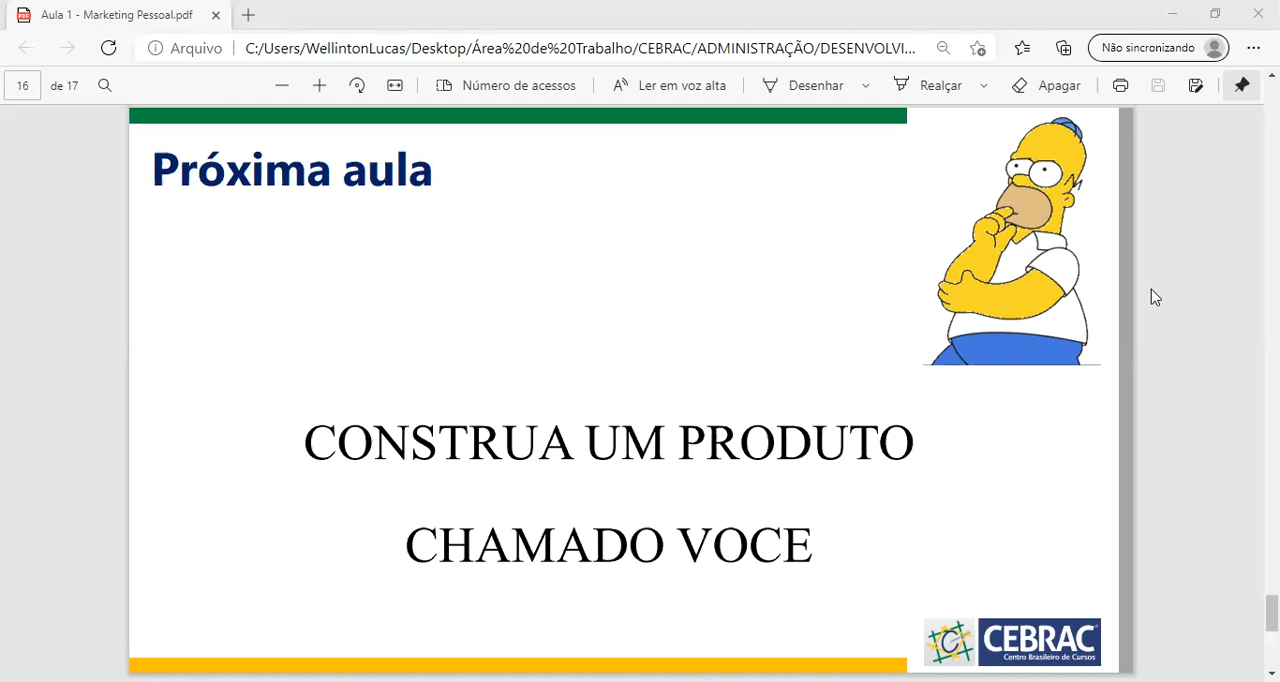 Aula 1 - Marketing Pessoal.pdf
Arquivo
C:/Users/WellintonLucas/Desktop/Área%20de%20Trabalho/CEBRAC/ADMINISTRAÇÃO/DESENVOLVI...
Não sincronizando
16 de 17
Número de acessos
Ler em voz alta
Desenhar
Realçar
Apagar
Próxima aula
CONSTRUA UM PRODUTO
CHAMADO VOCE
CEBRAC
Centro Brasileiro de Cursos